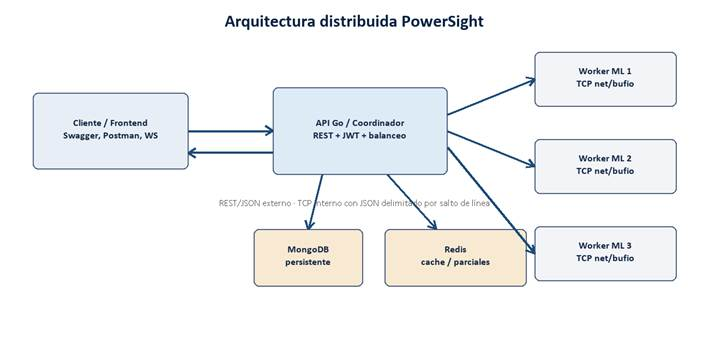 Arquitectura distribuida PowerSight
Cliente / Frontend
Swagger, Postman, WS
API Go / Coordinador
REST + JWT + balanceo
Worker ML 1
TCP net/bufio
Worker ML 2
TCP net/bufio
Worker ML 3
TCP net/bufio
REST/JSON externo · TCP interno con JSON delimitado por salto de línea
MongoDB
persistente
Redis
cache / parciales